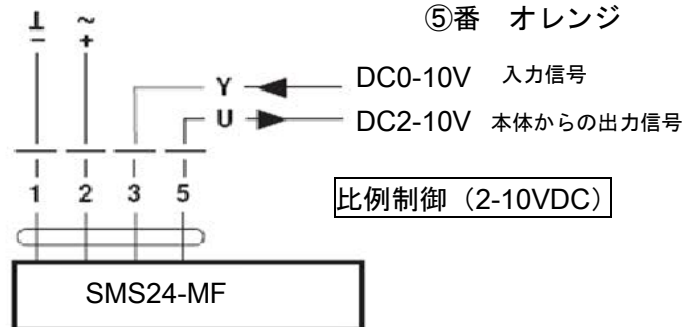 ⑤番 オレンジ
⊥ ~
− +
Y DC0-10V 入力信号
U DC2-10V 本体からの出力信号
1 2 3 5
比例制御（2-10VDC）
SMS24-MF